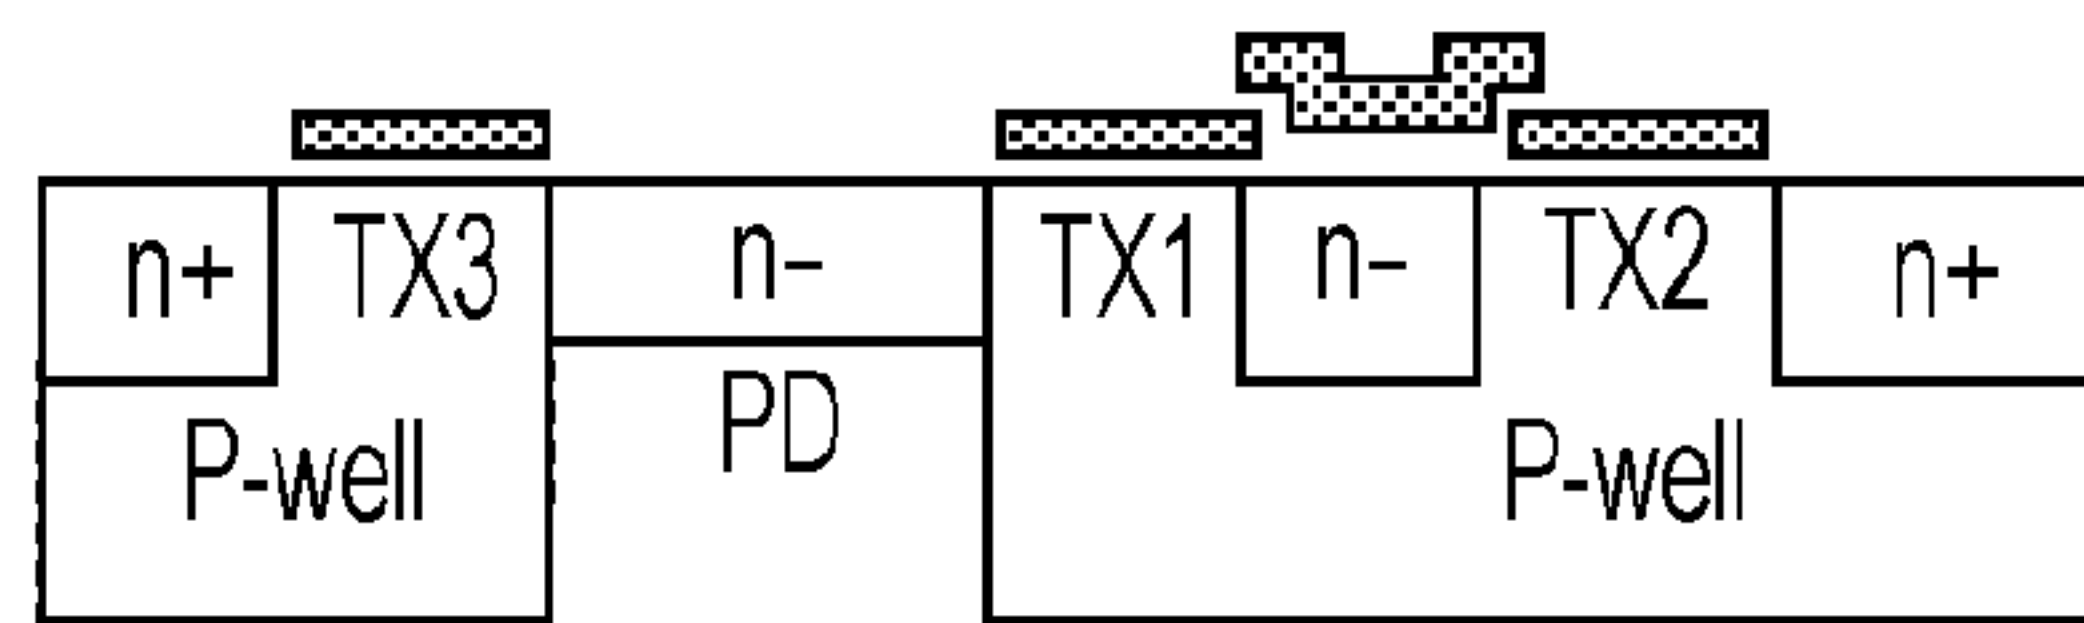 n+ TX3 n– TX1 n– TX2 n+
P-well PD P-well